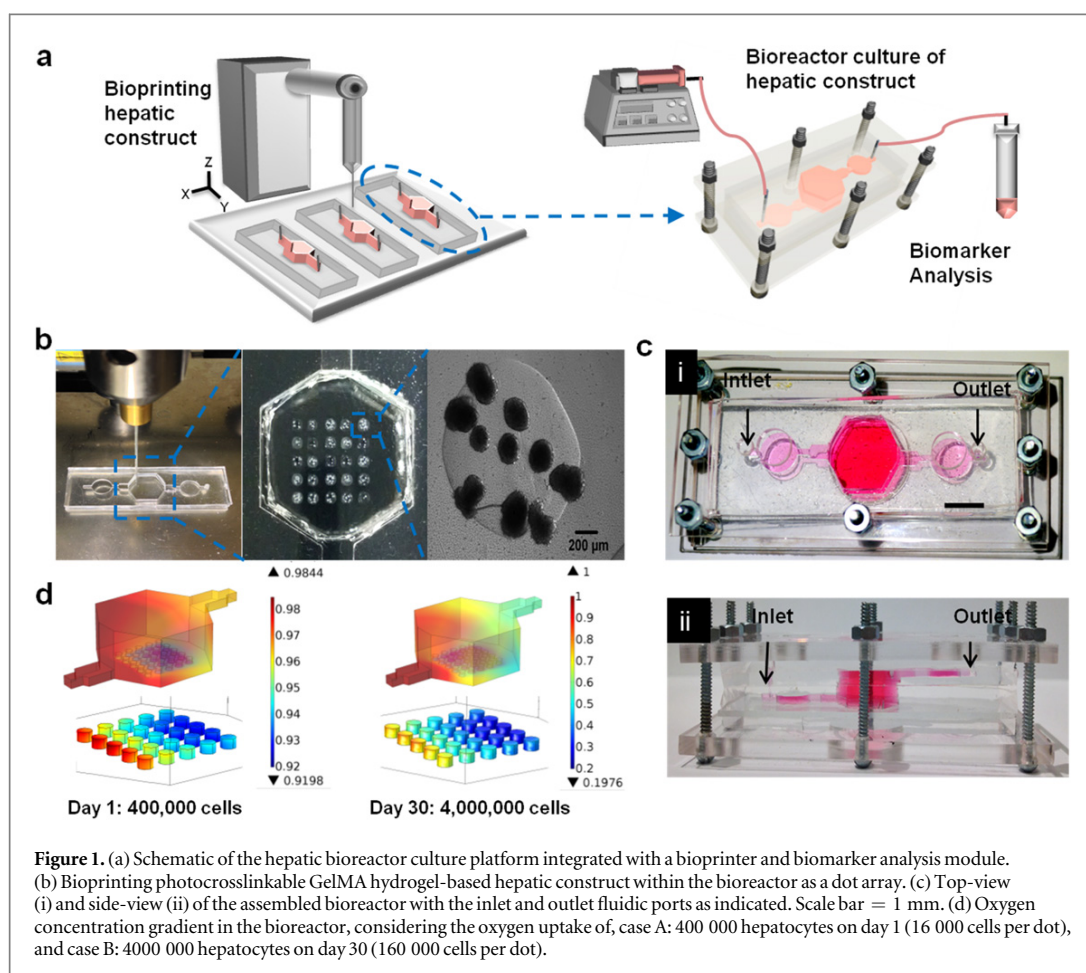 a
Bioprinting
hepatic
construct
Z
X
Y
Bioreactor culture of
hepatic construct
Biomarker
Analysis
b
200 µm
c
i
Intlet
Outlet
ii
Inlet
Outlet
d
▲ 0.9844
0.98
0.97
0.96
0.95
0.94
0.93
0.92
▼ 0.9198
▲ 1
1
0.9
0.8
0.7
0.6
0.5
0.4
0.3
0.2
▼ 0.1976
Day 1: 400,000 cells
Day 30: 4,000,000 cells
Figure 1. (a) Schematic of the hepatic bioreactor culture platform integrated with a bioprinter and biomarker analysis module.
(b) Bioprinting photocrosslinkable GelMA hydrogel-based hepatic construct within the bioreactor as a dot array. (c) Top-view
(i) and side-view (ii) of the assembled bioreactor with the inlet and outlet fluidic ports as indicated. Scale bar = 1 mm. (d) Oxygen
concentration gradient in the bioreactor, considering the oxygen uptake of, case A: 400 000 hepatocytes on day 1 (16 000 cells per dot),
and case B: 4000 000 hepatocytes on day 30 (160 000 cells per dot).